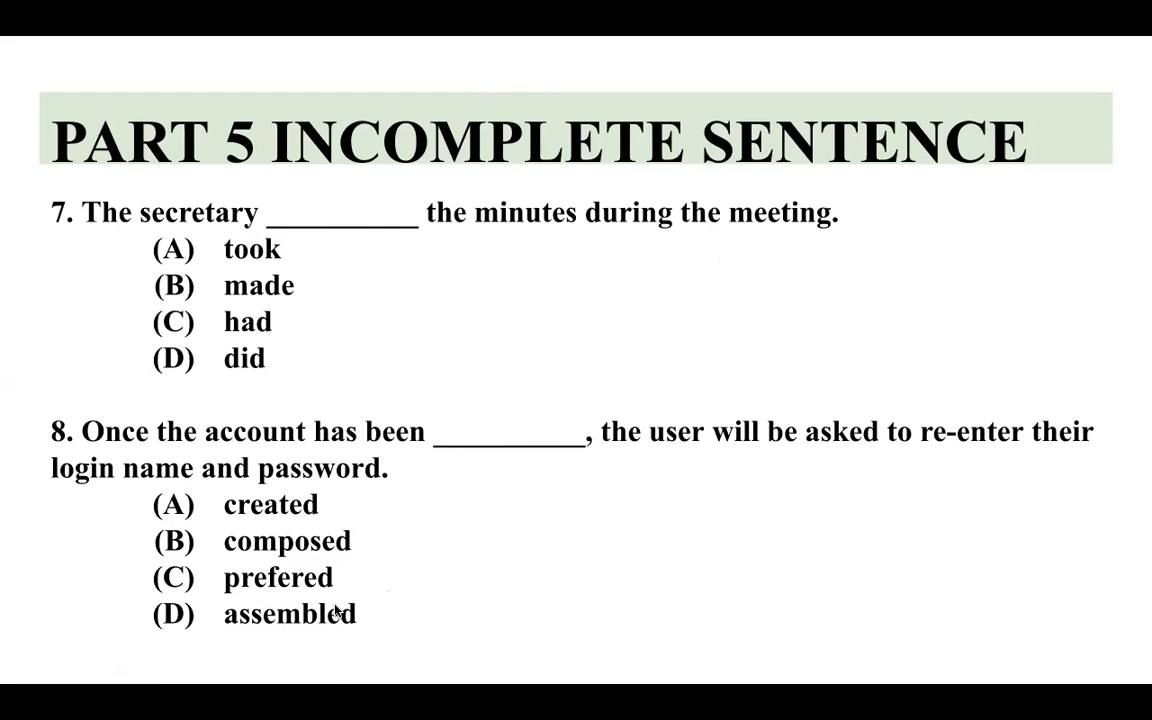 PART 5 INCOMPLETE SENTENCE
7. The secretary __________ the minutes during the meeting.
(A) took
(B) made
(C) had
(D) did
8. Once the account has been __________, the user will be asked to re-enter their
login name and password.
(A) created
(B) composed
(C) prefered
(D) assembled